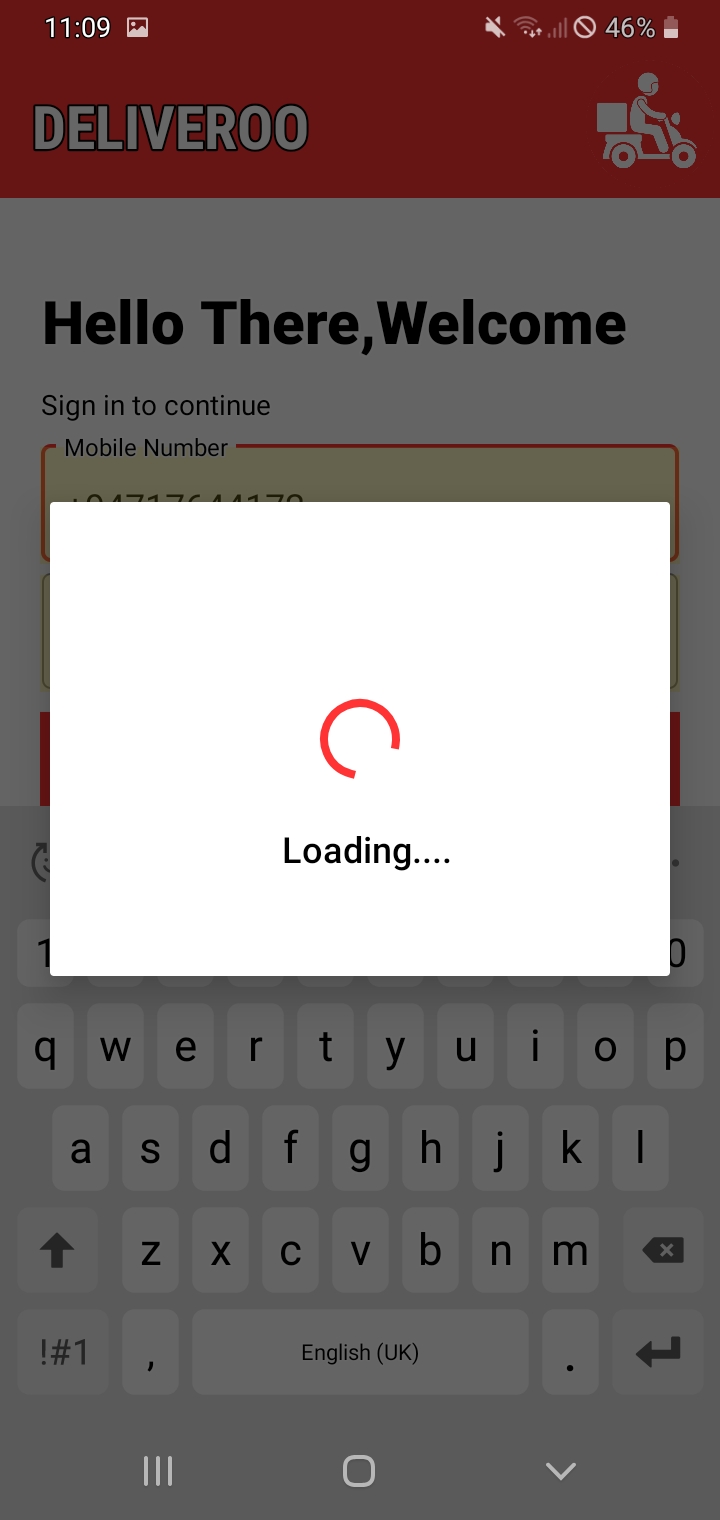 11:09 46%
DELIVEROO
Hello There,Welcome
Sign in to continue
Mobile Number
Loading....
1 0
q w e r t y u i o p
a s d f g h j k l
z x c v b n m
!#1 , English (UK) .